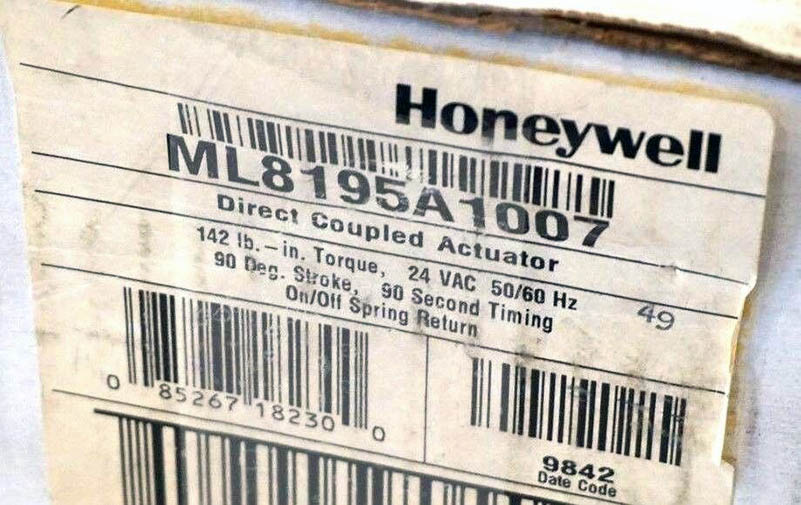 Honeywell
ML8195A1007
Direct Coupled Actuator
142 lb.-in. Torque, 24 VAC 50/60 Hz
90 Deg. Stroke, 90 Second Timing
On/Off Spring Return
49
0 85267 18230 0
9842
Date Code